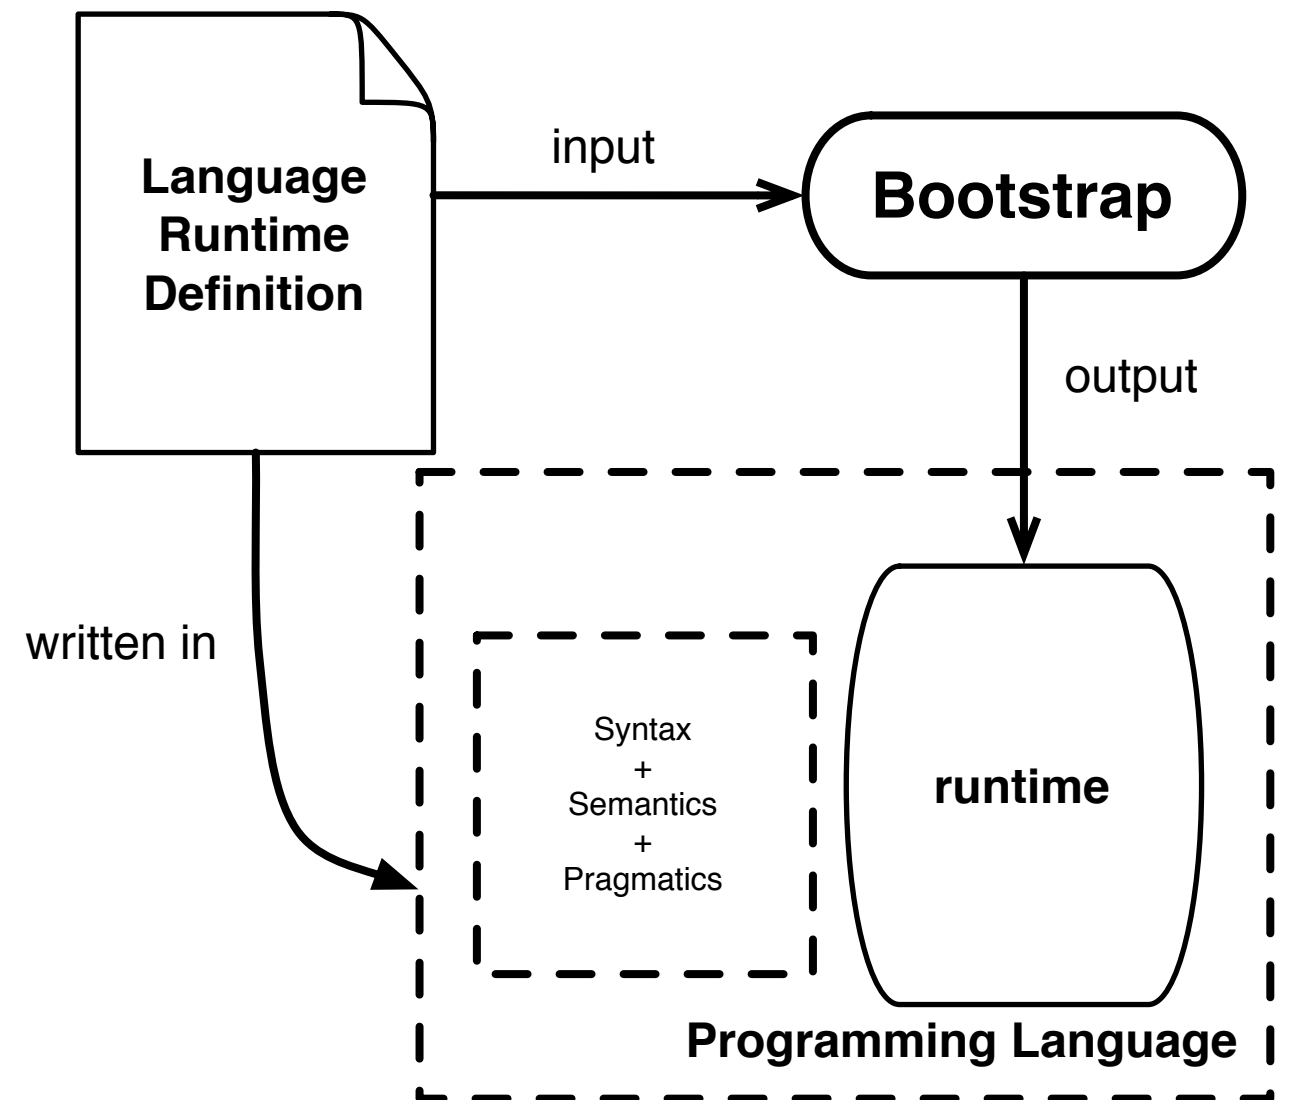 Language
Runtime
Definition
input
Bootstrap
output
written in
Syntax
+
Semantics
+
Pragmatics
runtime
Programming Language